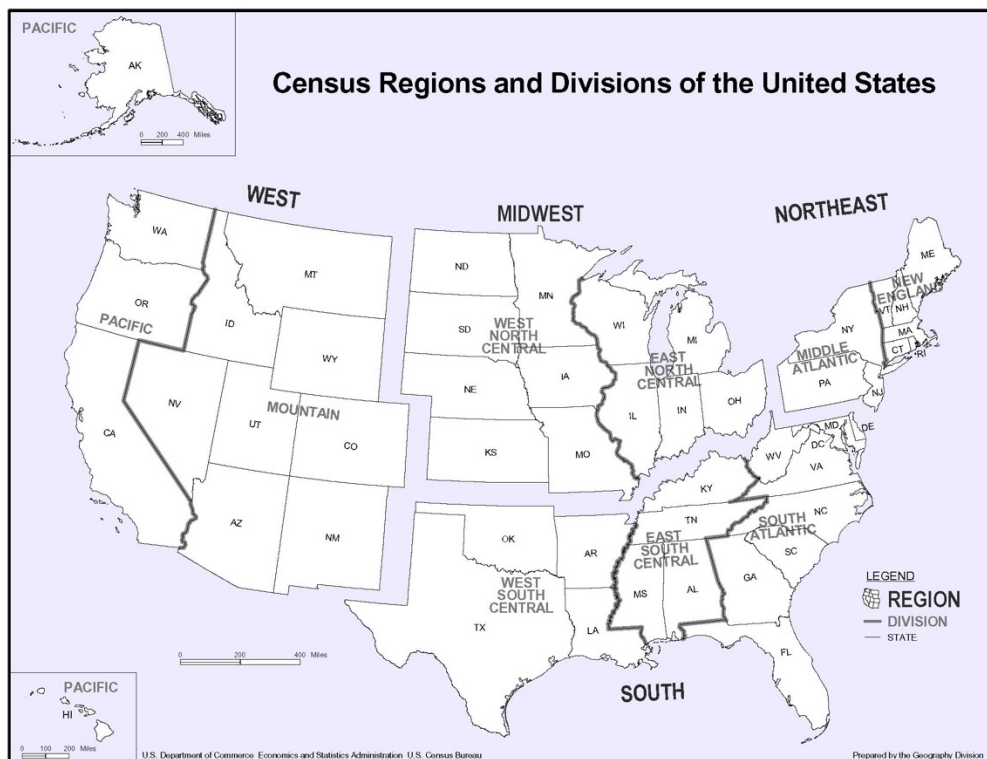 PACIFIC
AK
0 200 400 Miles
Census Regions and Divisions of the United States
WEST
MIDWEST
NORTHEAST
WA
MT
OR
ID
PACIFIC
WY
NV
UT
MOUNTAIN
CO
CA
AZ
NM
ND
MN
SD
WEST
NORTH
CENTRAL
NE
IA
KS
MO
WI
MI
EAST
NORTH
CENTRAL
IL
IN
OH
ME
NEW
ENGLAND
VT
NH
NY
MA
CT
RI
MIDDLE
ATLANTIC
PA
NJ
MD
DE
DC
WV
VA
KY
NC
TN
SOUTH
ATLANTIC
SC
EAST
SOUTH
CENTRAL
MS
AL
GA
FL
OK
AR
WEST
SOUTH
CENTRAL
TX
LA
SOUTH
LEGEND
REGION
DIVISION
STATE
0 200 400 Miles
PACIFIC
HI
0 100 200 Miles
U.S. Department of Commerce Economics and Statistics Administration U.S. Census Bureau
Prepared by the Geography Division